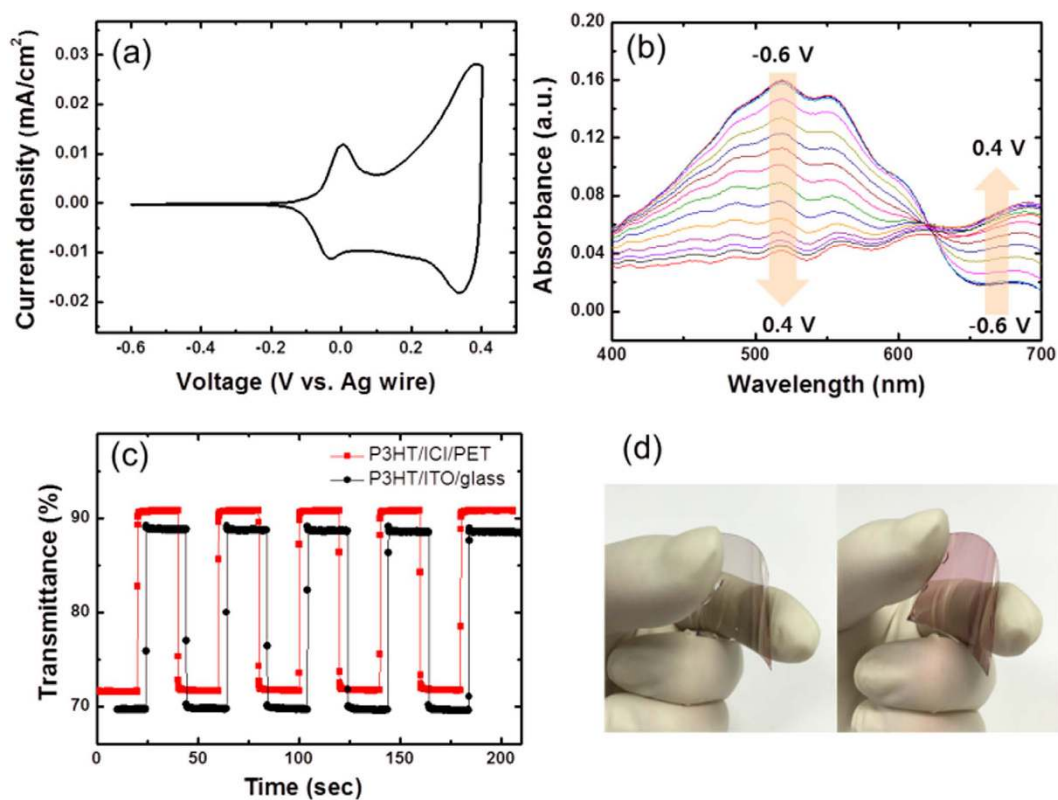 (a)
Current density (mA/cm²)
0.03
0.02
0.01
0.00
-0.01
-0.02
-0.6
-0.4
-0.2
0.0
0.2
0.4
Voltage (V vs. Ag wire)
(b)
Absorbance (a.u.)
0.16
0.12
0.08
0.04
0.00
-0.6 V
0.4 V
0.4 V
-0.6 V
400
500
600
700
Wavelength (nm)
(c)
P3HT/ICI/PET
P3HT/ITO/glass
Transmittance (%)
90
80
70
0
50
100
150
200
Time (sec)
(d)